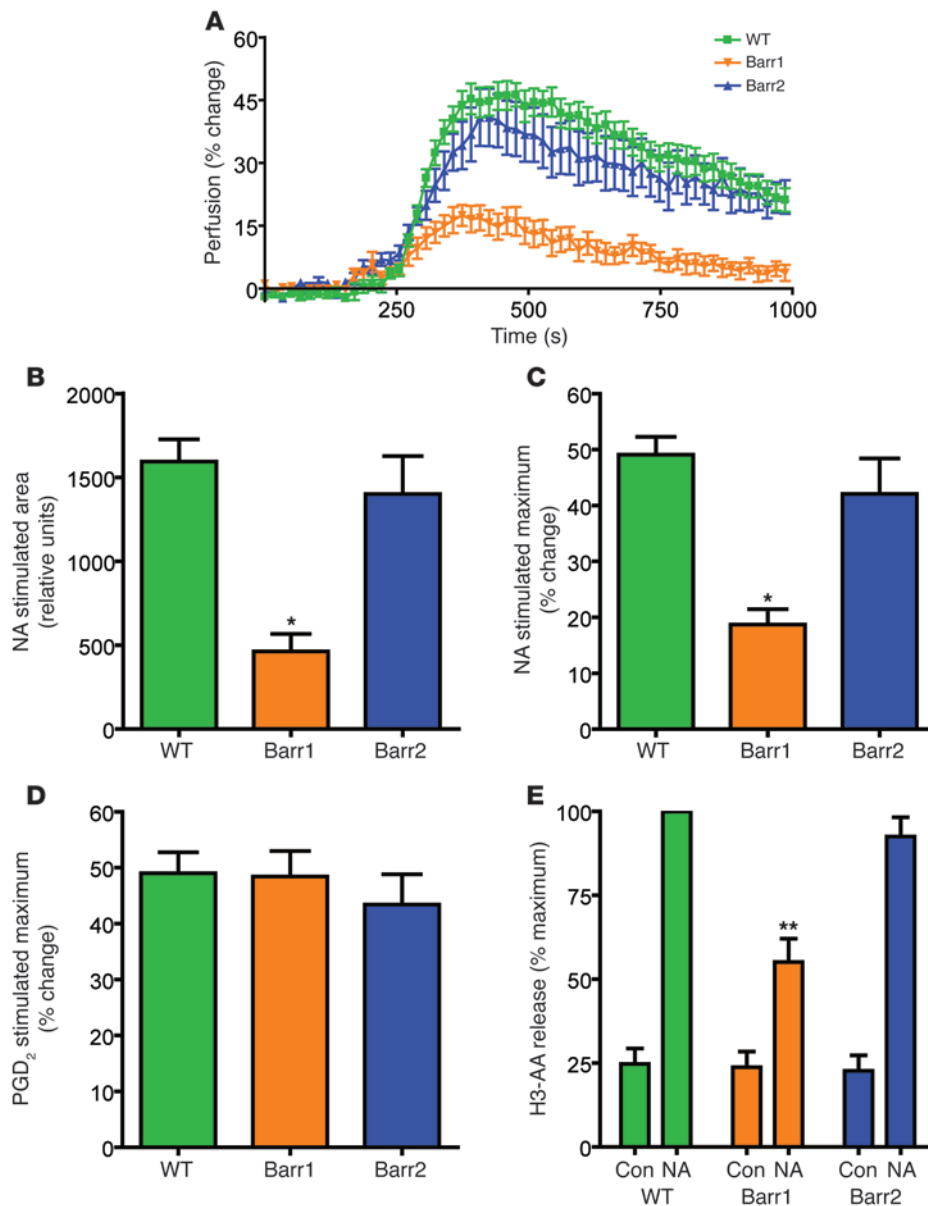 A
Perfusion (% change)
60
45
30
15
0
250
500
750
1000
Time (s)
WT
Barr1
Barr2
B
NA stimulated area
(relative units)
2000
1500
1000
500
0
*
WT
Barr1
Barr2
C
NA stimulated maximum
(% change)
60
50
40
30
20
10
0
*
WT
Barr1
Barr2
D
PGD₂ stimulated maximum
(% change)
60
50
40
30
20
10
0
WT
Barr1
Barr2
E
H3-AA release (% maximum)
100
75
50
25
0
**
Con NA Con NA Con NA
WT Barr1 Barr2